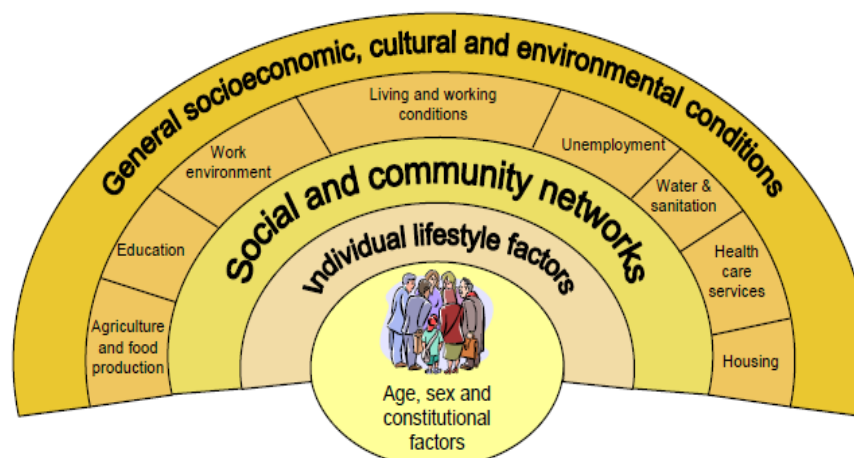 General socioeconomic, cultural and environmental conditions
Living and working
conditions
Work
environment
Unemployment
Education
Water &
sanitation
Agriculture
and food
production
Health
care
services
Housing
Social and community networks
Individual lifestyle factors
Age, sex and
constitutional
factors